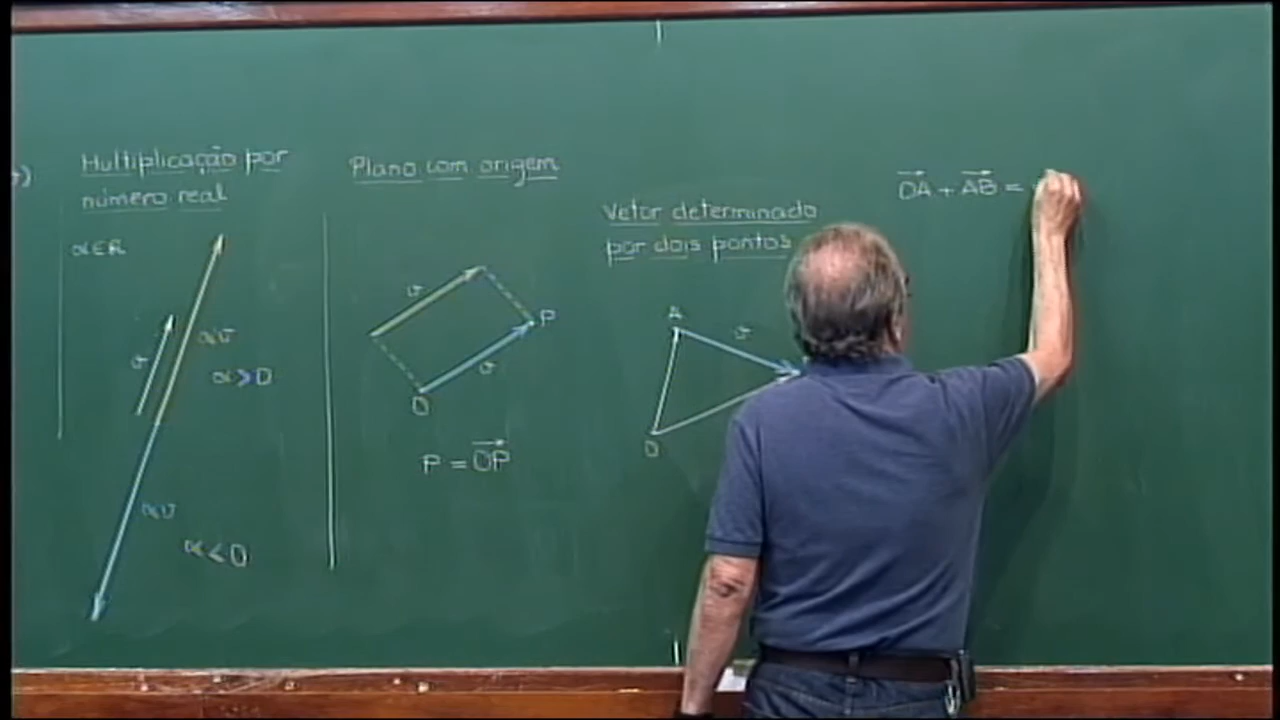 Multiplicação por
número real
α∈R
v
αv
α>0
αv
α<0
Plano com origem
v
P
v
O
P = OP
Vetor determinado
por dois pontos
A
v
O
OA + AB =